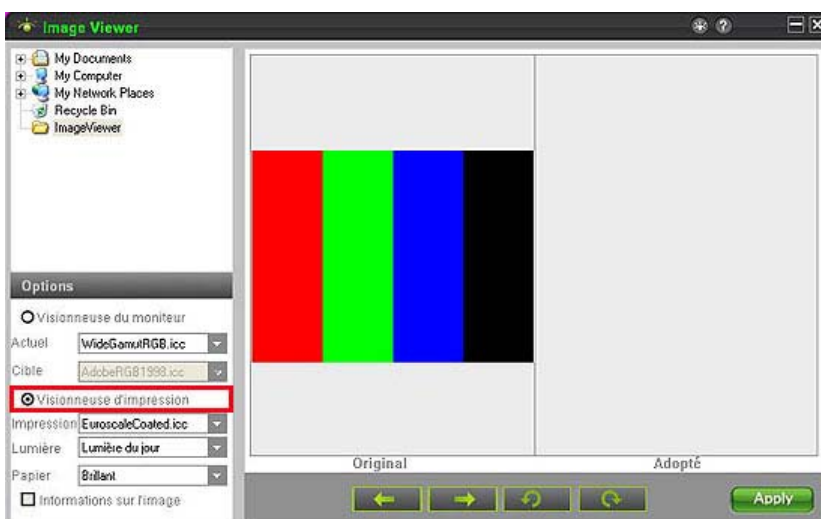 Image Viewer
My Documents
My Computer
My Network Places
Recycle Bin
ImageViewer
Options
Visionneuse du moniteur
Actuel WideGamutRGB.icc
Cible AdobeRGB1998.icc
Visionneuse d'impression
Impression EuroscaleCoated.icc
Lumière Lumière du jour
Papier Brillant
Informations sur l'image
Original
Adopté
Apply